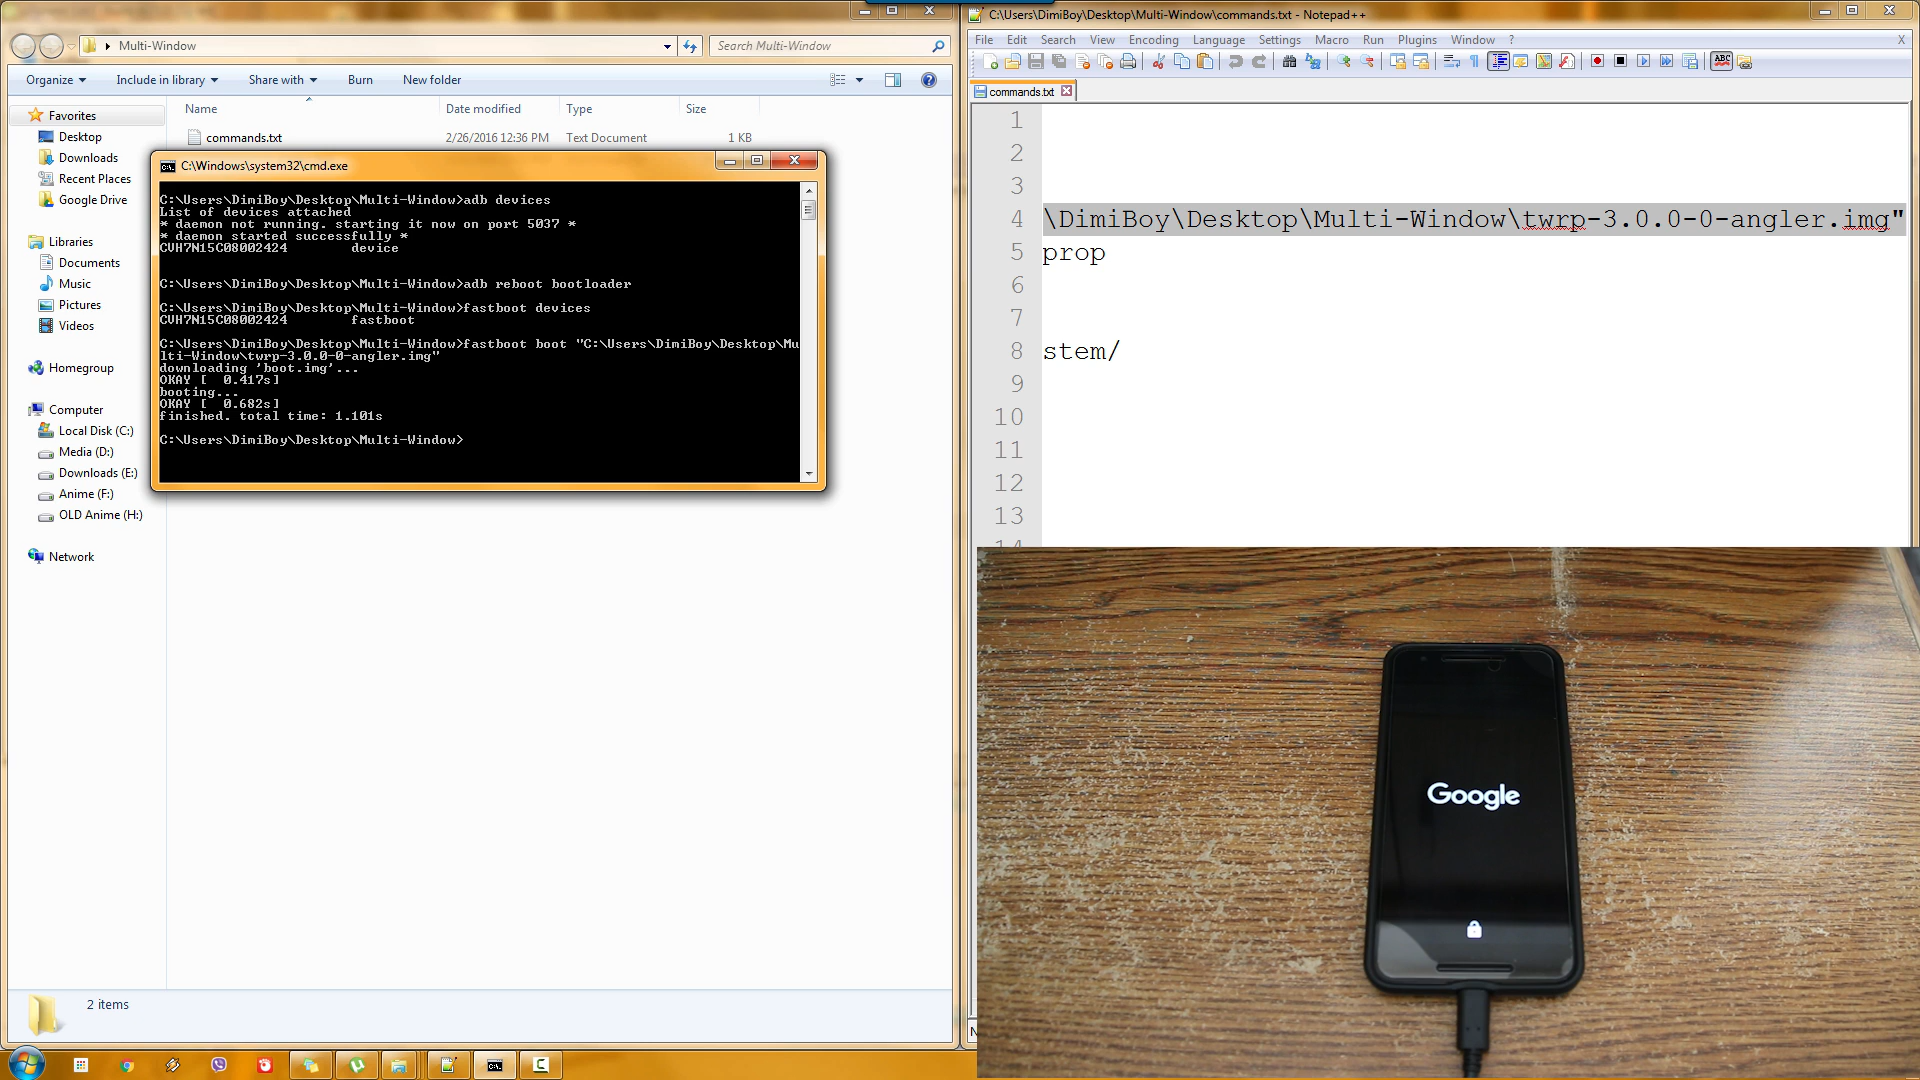 Multi-Window
Search Multi-Window
Organize
Include in library
Share with
Burn
New folder
Favorites
Desktop
Downloads
Recent Places
Google Drive
Libraries
Documents
Music
Pictures
Videos
Homegroup
Computer
Local Disk (C:)
Media (D:)
Downloads (E:)
Anime (F:)
OLD Anime (H:)
Network
Name Date modified Type Size
commands.txt 2/26/2016 12:36 PM Text Document 1 KB
C:\Windows\system32\cmd.exe
C:\Users\DimiBoy\Desktop\Multi-Window>adb devices
List of devices attached
* daemon not running. starting it now on port 5037 *
* daemon started successfully *
CVH7N15C08002424 device
C:\Users\DimiBoy\Desktop\Multi-Window>adb reboot bootloader
C:\Users\DimiBoy\Desktop\Multi-Window>fastboot devices
CVH7N15C08002424 fastboot
C:\Users\DimiBoy\Desktop\Multi-Window>fastboot boot "C:\Users\DimiBoy\Desktop\Mu
lti-Window\twrp-3.0.0-0-angler.img"
downloading 'boot.img'...
OKAY [ 0.417s]
booting...
OKAY [ 0.682s]
finished. total time: 1.101s
C:\Users\DimiBoy\Desktop\Multi-Window>
2 items
C:\Users\DimiBoy\Desktop\Multi-Window\commands.txt - Notepad++
File Edit Search View Encoding Language Settings Macro Run Plugins Window ? X
ABC
commands.txt
1
2
3
4 \DimiBoy\Desktop\Multi-Window\twrp-3.0.0-0-angler.img"
5 prop
6
7
8 stem/
9
10
11
12
13
14
Google